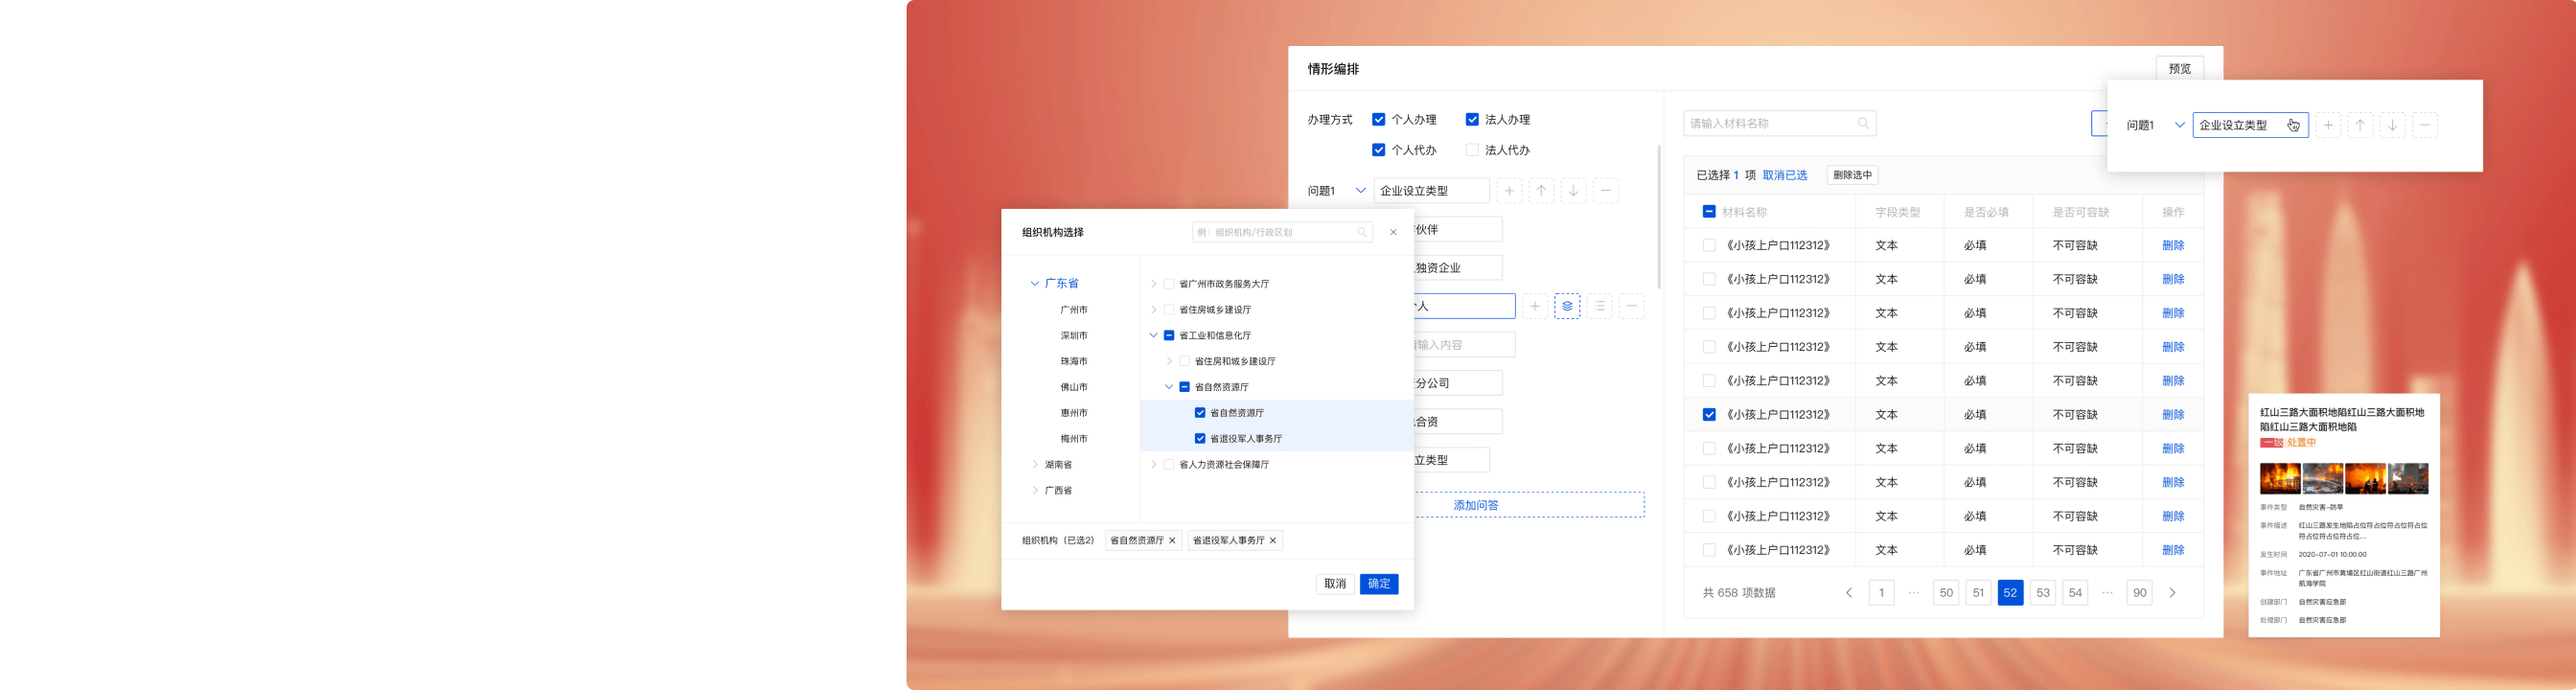 情形编排
预览
办理方式
个人办理
法人办理
个人代办
法人代办
问题1
企业设立类型
伙伴
独资企业
人
输入内容
分公司
合资
立类型
添加问答
请输入材料名称
问题1
企业设立类型
已选择 1 项 取消已选
删除选中
材料名称 字段类型 是否必填 是否可容缺 操作
《小孩上户口112312》 文本 必填 不可容缺 删除
《小孩上户口112312》 文本 必填 不可容缺 删除
《小孩上户口112312》 文本 必填 不可容缺 删除
《小孩上户口112312》 文本 必填 不可容缺 删除
《小孩上户口112312》 文本 必填 不可容缺 删除
《小孩上户口112312》 文本 必填 不可容缺 删除
《小孩上户口112312》 文本 必填 不可容缺 删除
《小孩上户口112312》 文本 必填 不可容缺 删除
《小孩上户口112312》 文本 必填 不可容缺 删除
《小孩上户口112312》 文本 必填 不可容缺 删除
共 658 项数据
1 ··· 50 51 52 53 54 ··· 90
组织机构选择
例：组织机构/行政区划
广东省
广州市
深圳市
珠海市
佛山市
惠州市
梅州市
湖南省
广西省
省广州市政务服务大厅
省住房城乡建设厅
省工业和信息化厅
省住房和城乡建设厅
省自然资源厅
省自然资源厅
省退役军人事务厅
省人力资源社会保障厅
组织机构（已选2）
省自然资源厅
省退役军人事务厅
取消
确定
红山三路大面积地陷红山三路大面积地
陷红山三路大面积地陷
一级 处置中
事件类型 自然灾害-防旱
事件描述 红山三路发生地陷占位符占位符占位符占位
符占位符占位符占位...
发生时间 2020-07-01 10:00:00
事件地址 广东省广州市黄埔区红山街道红山三路广州
航海学院
创建部门 自然灾害应急部
处理部门 自然灾害应急部